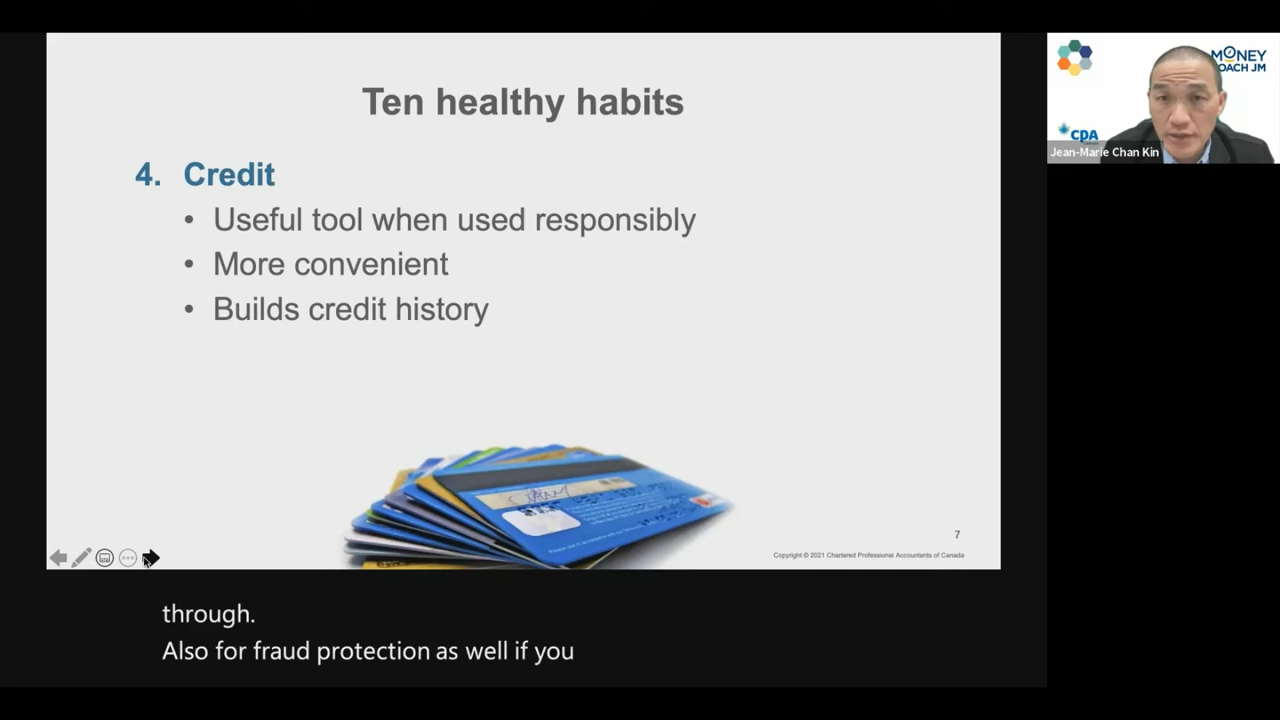 Ten healthy habits
4. Credit
• Useful tool when used responsibly
• More convenient
• Builds credit history
7
Copyright © 2021 Chartered Professional Accountants of Canada
MONEY
OACH JM
CPA
Jean-Marie Chan Kin
through.
Also for fraud protection as well if you